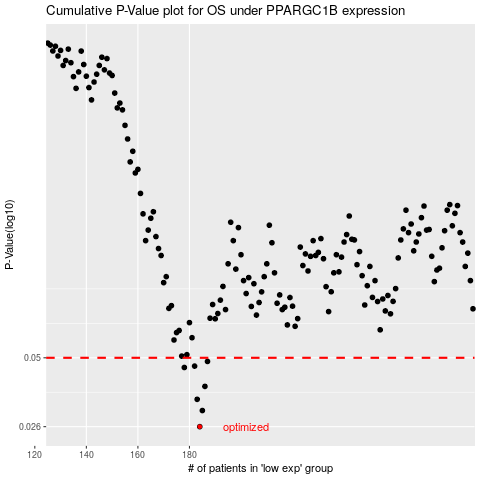 Cumulative P-Value plot for OS under PPARGC1B expression
P-Value(log10)
0.05
0.026
optimized
120 140 160 180
# of patients in 'low exp' group